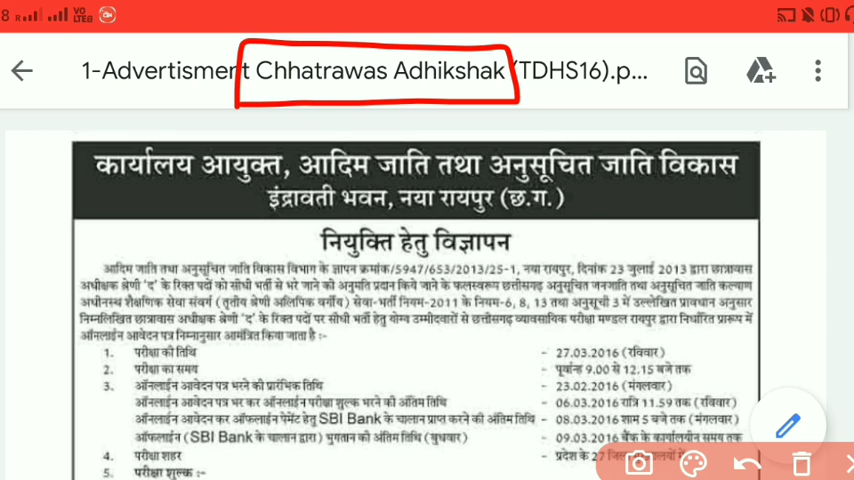 8 R VO LTEB
1-Advertisment Chhatrawas Adhikshak (TDHS16).p...
कार्यालय आयुक्त, आदिम जाति तथा अनुसूचित जाति विकास
इंद्रावती भवन, नया रायपुर (छ.ग.)
नियुक्ति हेतु विज्ञापन
आदिम जाति तथा अनुसूचित जाति विकास विभाग के ज्ञापन क्रमांक/5947/653/2013/25-1, नया रायपुर, दिनांक 23 जुलाई 2013 द्वारा छात्रावास
अधीक्षक श्रेणी 'द' के रिक्त पदों को सीधी भर्ती से भरे जाने की अनुमति प्रदान किये जाने के फलस्वरूप छत्तीसगढ़ अनुसूचित जनजाति तथा अनुसूचित जाति कल्याण
अधीनस्थ शैक्षणिक सेवा संवर्ग (तृतीय श्रेणी अलिपिक वर्गीय) सेवा-भर्ती नियम-2011 के नियम-6, 8, 13 तथा अनुसूची 3 में उल्लेखित प्रावधान अनुसार
निम्नलिखित छात्रावास अधीक्षक श्रेणी 'द' के रिक्त पदों पर सीधी भर्ती हेतु योग्य उम्मीदवारों से छत्तीसगढ़ व्यावसायिक परीक्षा मण्डल रायपुर द्वारा निर्धारित प्रारूप में
ऑनलाईन आवेदन पत्र निम्नानुसार आमंत्रित किया जाता है :-
1. परीक्षा की तिथि - 27.03.2016 (रविवार)
2. परीक्षा का समय - पूर्वान्ह 9.00 से 12.15 बजे तक
3. ऑनलाईन आवेदन पत्र भरने की प्रारंभिक तिथि - 23.02.2016 (मंगलवार)
ऑनलाईन आवेदन पत्र भर कर ऑनलाईन परीक्षा शुल्क भरने की अंतिम तिथि - 06.03.2016 रात्रि 11.59 तक (रविवार)
ऑनलाईन आवेदन कर ऑफलाईन पेमेंट हेतु SBI Bank के चालान प्राप्त करने की अंतिम तिथि - 08.03.2016 शाम 5 बजे तक (मंगलवार)
ऑफलाईन (SBI Bank के चालान द्वारा) भुगतान की अंतिम तिथि (बुधवार) - 09.03.2016 बैंक के कार्यालयीन समय तक
4. परीक्षा शहर - प्रदेश के 27 जिला
5. परीक्षा शुल्क :-